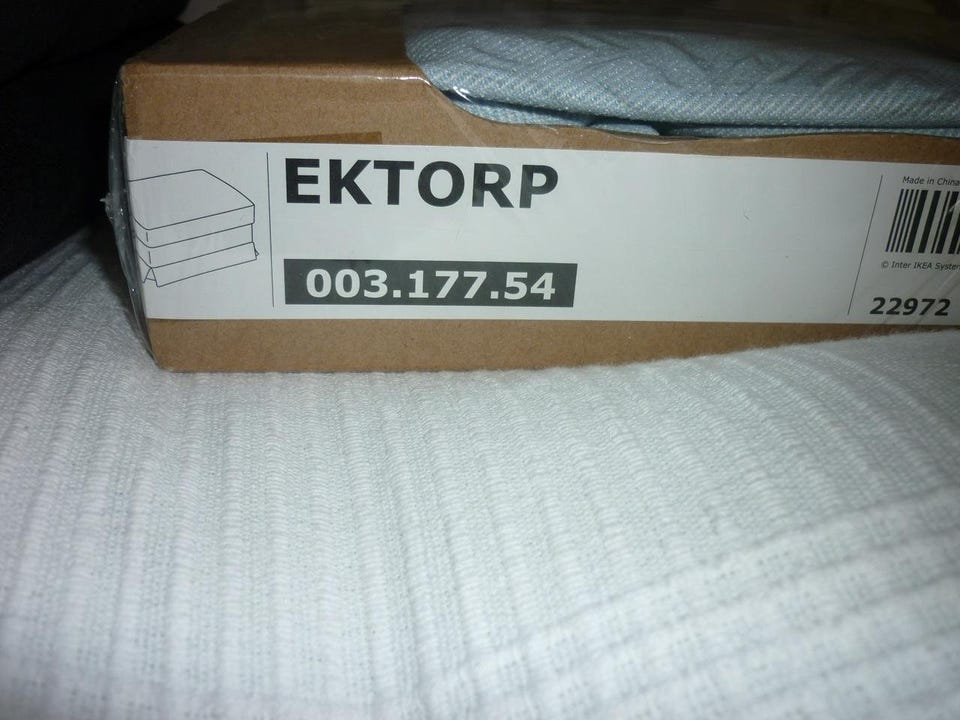 EKTORP
003.177.54
Made in China
© Inter IKEA System
22972